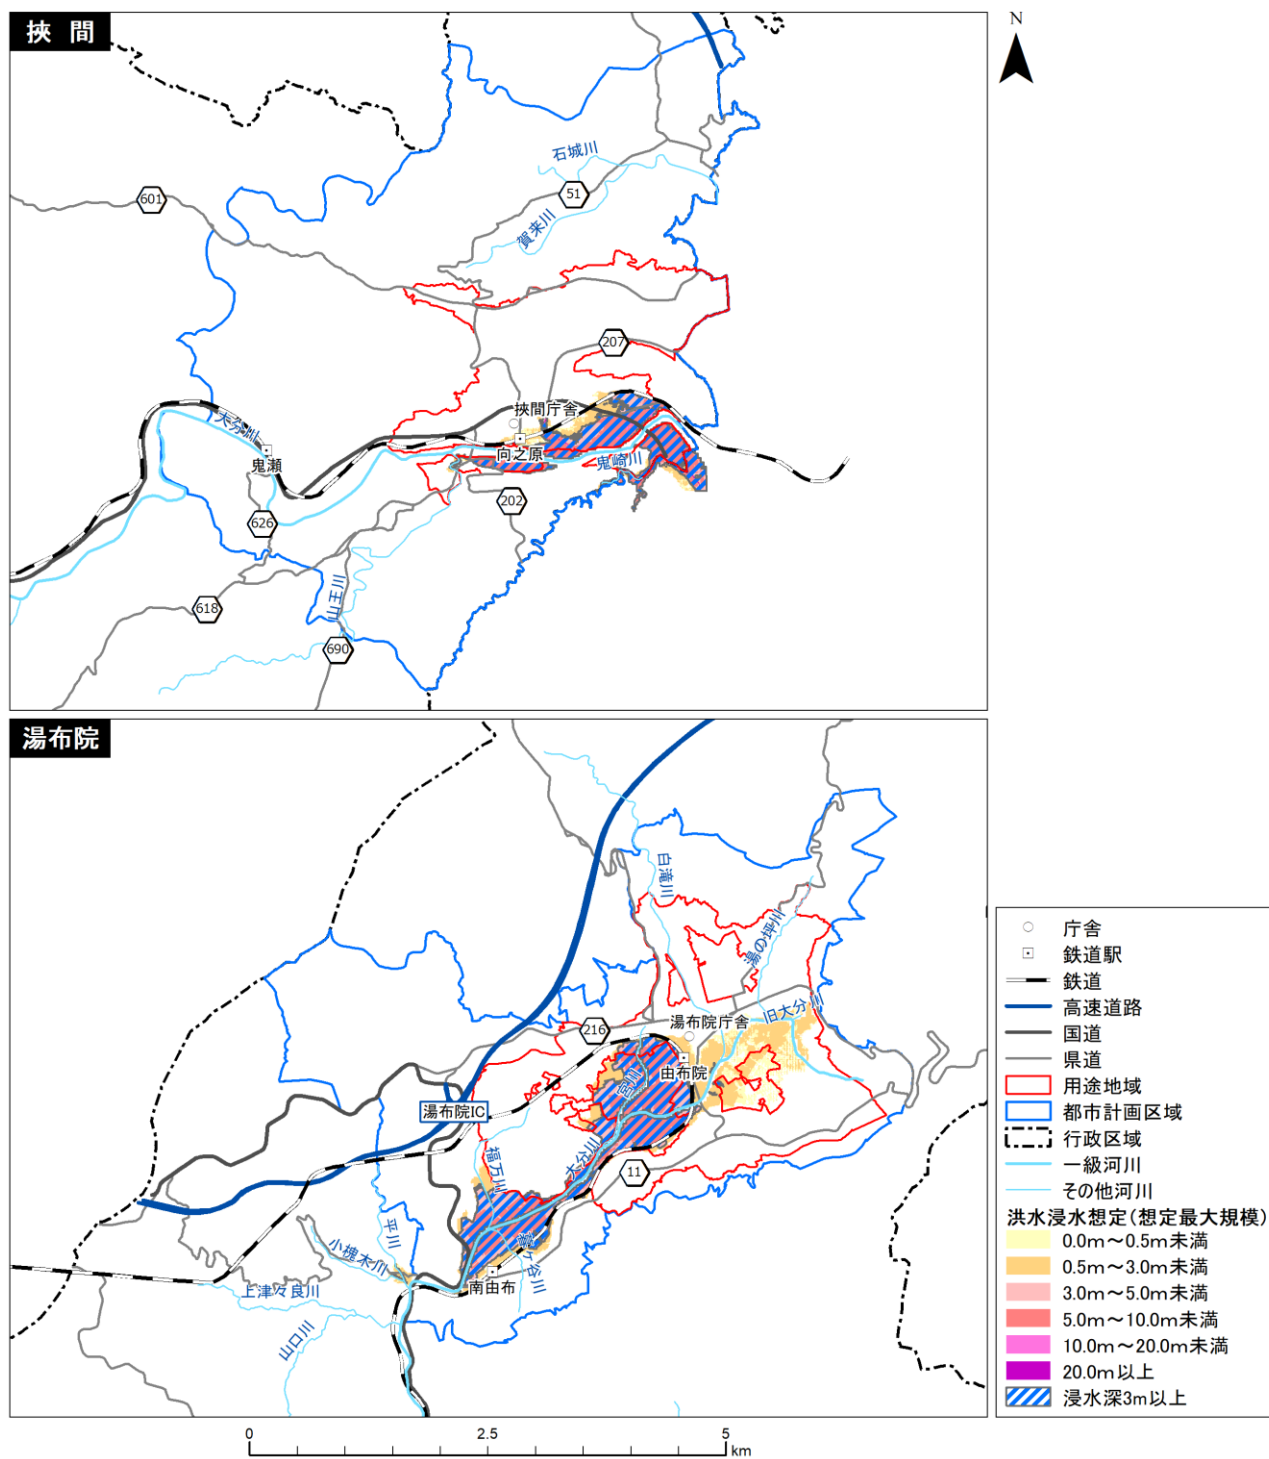 挾間
N
石城川
51
601
賀来川
207
挾間庁舎
大分川
鬼瀬
向之原
鬼崎川
202
626
山王川
618
690
湯布院
白滝川
湯の坪川
旧大分川
湯布院庁舎
216
由布院
宮川
湯布院IC
大分川
福万川
11
平川
小槐木川
南由布
上津々良川
山口川
庁舎
鉄道駅
鉄道
高速道路
国道
県道
用途地域
都市計画区域
行政区域
一級河川
その他河川
洪水浸水想定(想定最大規模)
0.0m～0.5m未満
0.5m～3.0m未満
3.0m～5.0m未満
5.0m～10.0m未満
10.0m～20.0m未満
20.0m以上
浸水深3m以上
0 2.5 5
km